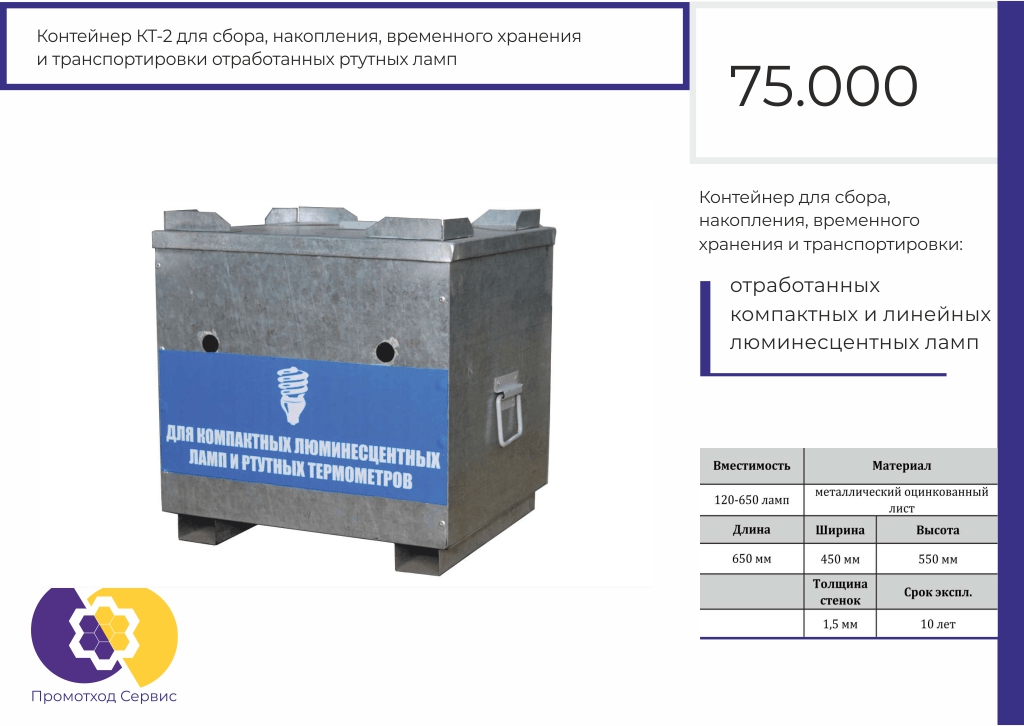 Контейнер КТ-2 для сбора, накопления, временного хранения
и транспортировки отработанных ртутных ламп
75.000
Контейнер для сбора,
накопления, временного
хранения и транспортировки:
отработанных
компактных и линейных
люминесцентных ламп
ДЛЯ КОМПАКТНЫХ ЛЮМИНЕСЦЕНТНЫХ
ЛАМП И РТУТНЫХ ТЕРМОМЕТРОВ
Вместимость Материал
120-650 ламп металлический оцинкованный
лист
Длина Ширина Высота
650 мм 450 мм 550 мм
Толщина
стенок Срок экспл.
1,5 мм 10 лет
Промотход Сервис